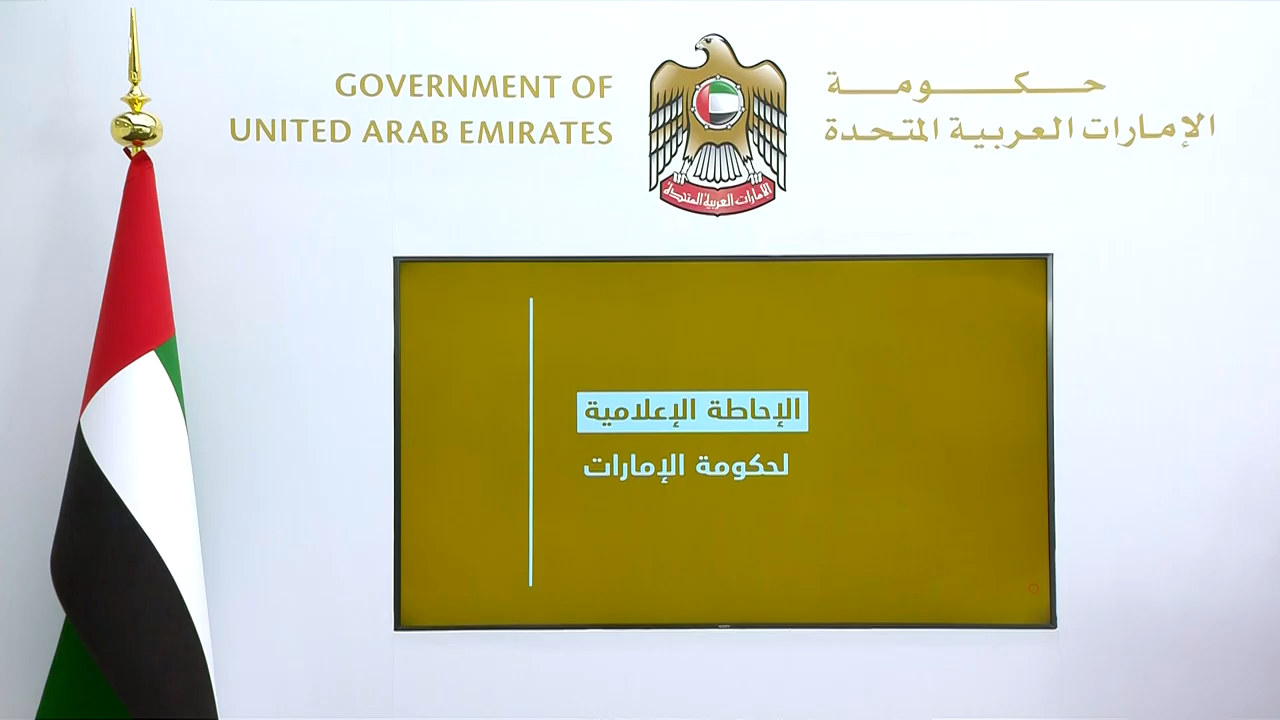 GOVERNMENT OF
UNITED ARAB EMIRATES
حكومة
الإمارات العربية المتحدة
الإمارات العربية المتحدة
الإحاطة الإعلامية
لحكومة الإمارات